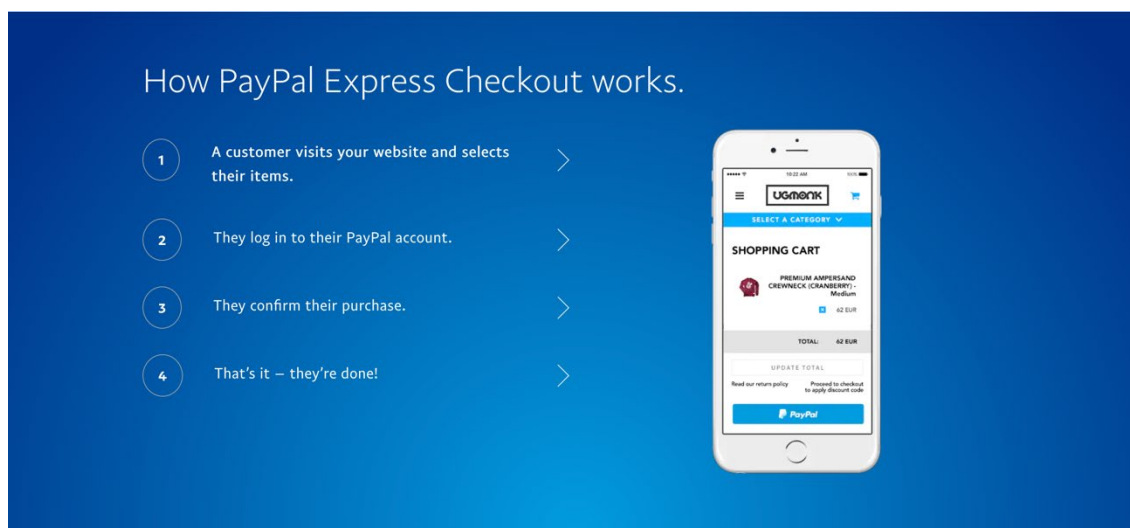 How PayPal Express Checkout works.
1
A customer visits your website and selects
their items.
2
They log in to their PayPal account.
3
They confirm their purchase.
4
That's it – they're done!
10:22 AM
UGMONK
SELECT A CATEGORY
SHOPPING CART
PREMIUM AMPERSAND
CREWNECK (CRANBERRY) -
Medium
62 EUR
TOTAL: 62 EUR
UPDATE TOTAL
Read our return policy
Proceed to checkout
to apply discount code
PayPal